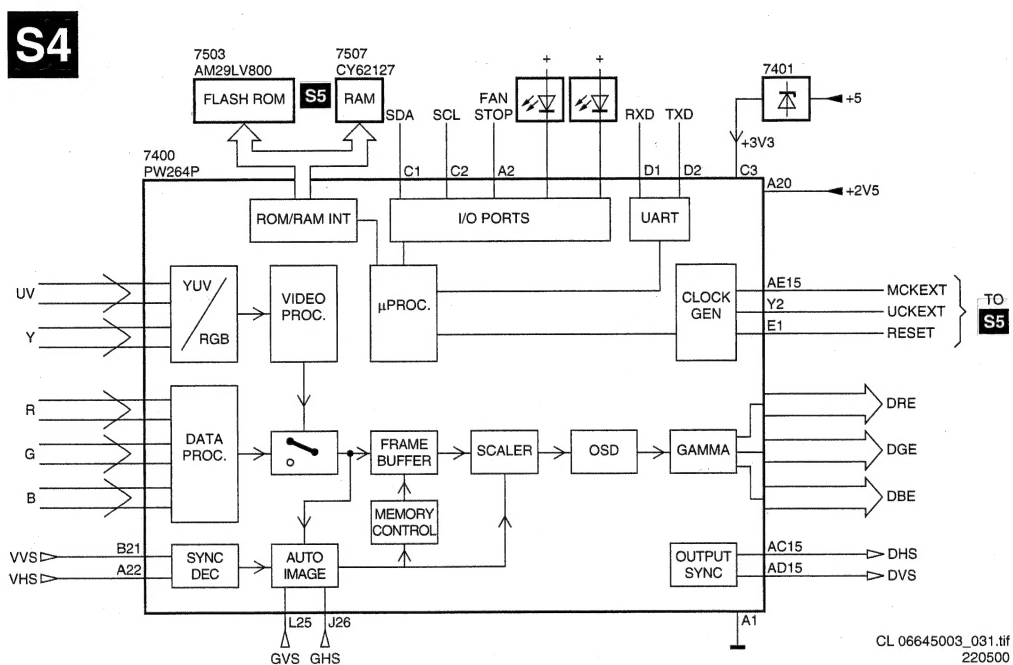 S4
7503
AM29LV800
FLASH ROM
S5
7507
CY62127
RAM
SDA
SCL
FAN
STOP
+
+
RXD
TXD
7401
+5
+3V3
7400
PW264P
C1
C2
A2
D1
D2
C3
A20
+2V5
ROM/RAM INT
I/O PORTS
UART
UV
Y
YUV
RGB
VIDEO
PROC.
µPROC.
CLOCK
GEN
AE15
MCKEXT
Y2
UCKEXT
E1
RESET
TO
S5
R
G
B
DATA
PROC.
FRAME
BUFFER
SCALER
OSD
GAMMA
DRE
DGE
DBE
MEMORY
CONTROL
VVS
B21
VHS
A22
SYNC
DEC
AUTO
IMAGE
OUTPUT
SYNC
AC15
DHS
AD15
DVS
L25
J26
GVS
GHS
A1
CL 06645003_031.tif
220500